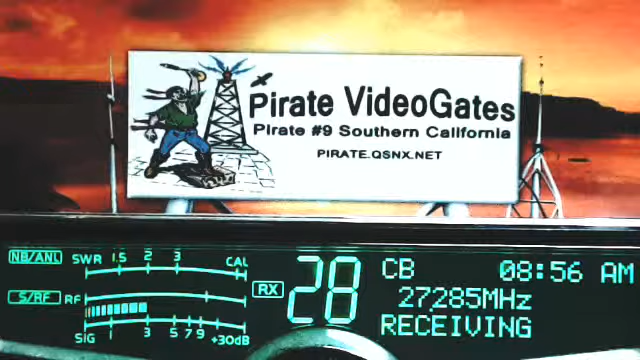 Pirate VideoGates
Pirate #9 Southern California
PIRATE.QSNX.NET
NB/ANL SWR 1.5 2 3 CAL
S/RF RF
SIG 1 3 5 7 9 +30dB
RX 28 CB 08:56 AM
27285MHz
RECEIVING